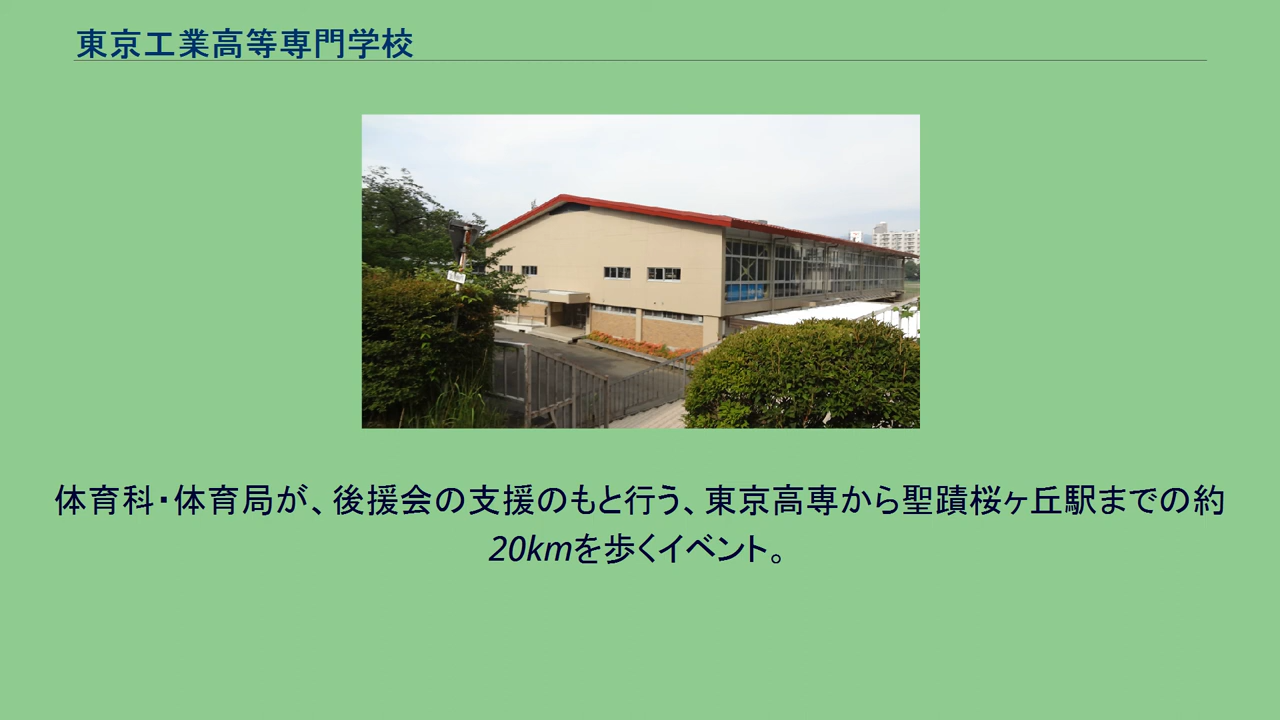 東京工業高等専門学校
体育科・体育局が、後援会の支援のもと行う、東京高専から聖蹟桜ヶ丘駅までの約
20kmを歩くイベント。